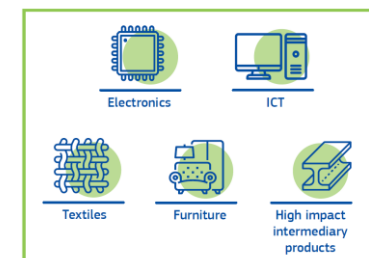 Electronics
ICT
Textiles
Furniture
High impact
intermediary
products